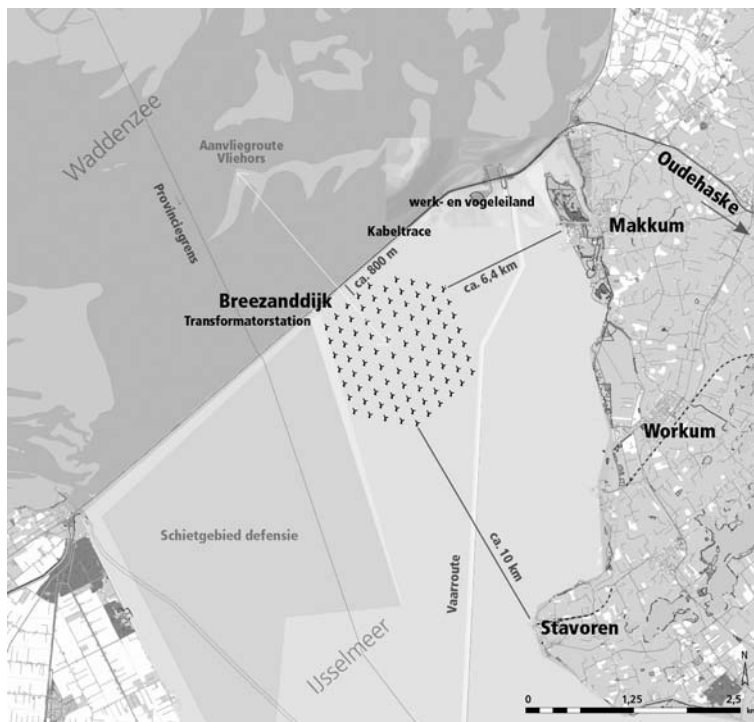 Waddenzee
Aanvliegroute
Vliehors
Provinciegrens
werk- en vogeleiland
Oudehaske
Makkum
Kabeltrace
ca. 800 m
ca. 6,4 km
Breezanddijk
Transformatorstation
Workum
Schietgebied defensie
ca. 10 km
Vaarroute
Stavoren
IJsselmeer
N
0 1,25 2,5